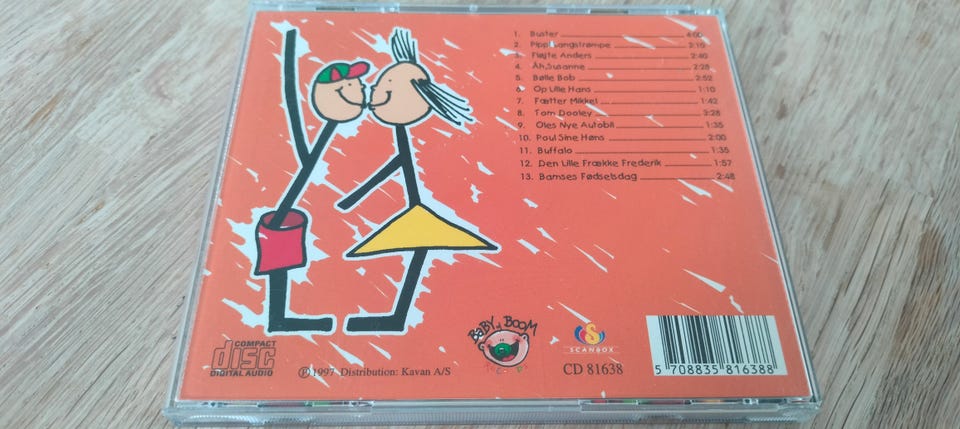 1. Buster 4:00
2. Pippi Langstrømpe 2:10
3. Fløjte Anders 2:40
4. Åh, Susanne 2:28
5. Bølle Bob 2:52
6. Op Lille Hans 1:10
7. Fætter Mikkel 1:42
8. Tom Dooley 3:28
9. Oles Nye Autobil 1:35
10. Poul Sine Høns 2:00
11. Buffalo 1:35
12. Den Lille Frække Frederik 1:57
13. Bamses Fødselsdag 2:48
COMPACT
disc
DIGITAL AUDIO
℗ 1997 Distribution: Kavan A/S
BABY BOOM
RECORDS
SCANBOX
CD 81638
5 708835 816388